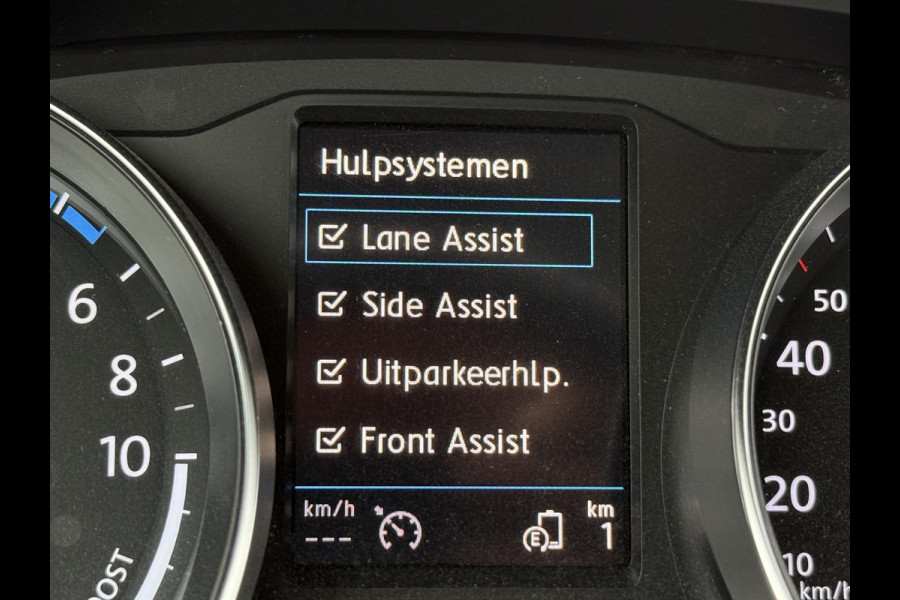 Hulpsystemen
Lane Assist
Side Assist
Uitparkeerhlp.
Front Assist
km/h
---
km
1
E
6
8
10
50
40
30
20
10
km/h